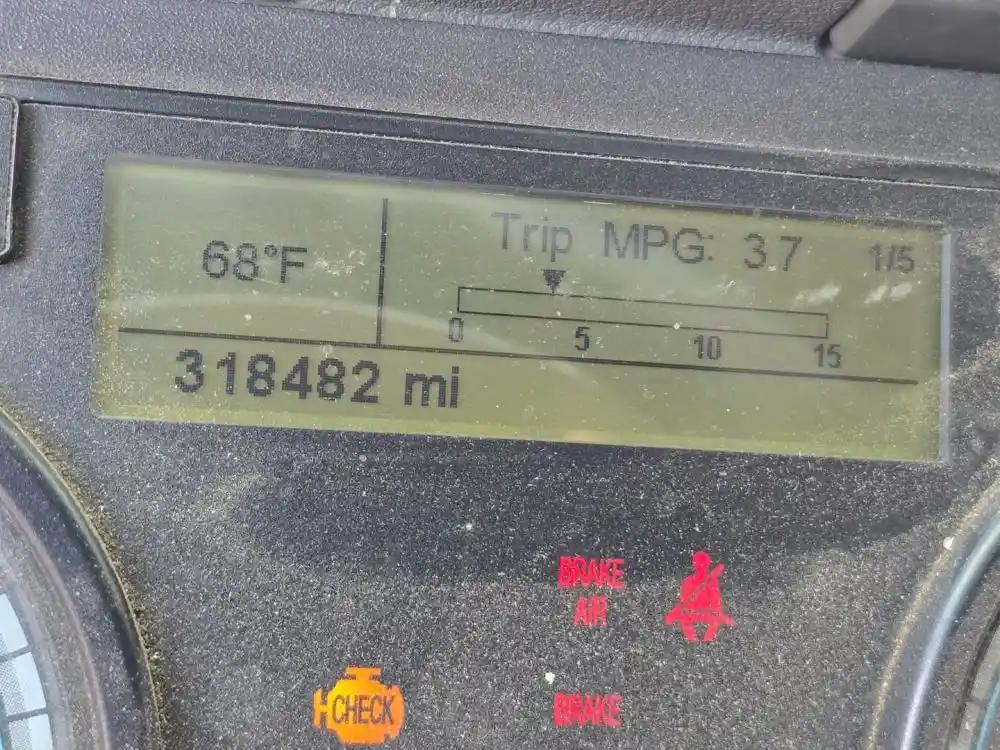 68°F
Trip MPG: 3.7 1/5
0 5 10 15
318482 mi
BRAKE
AIR
CHECK
BRAKE